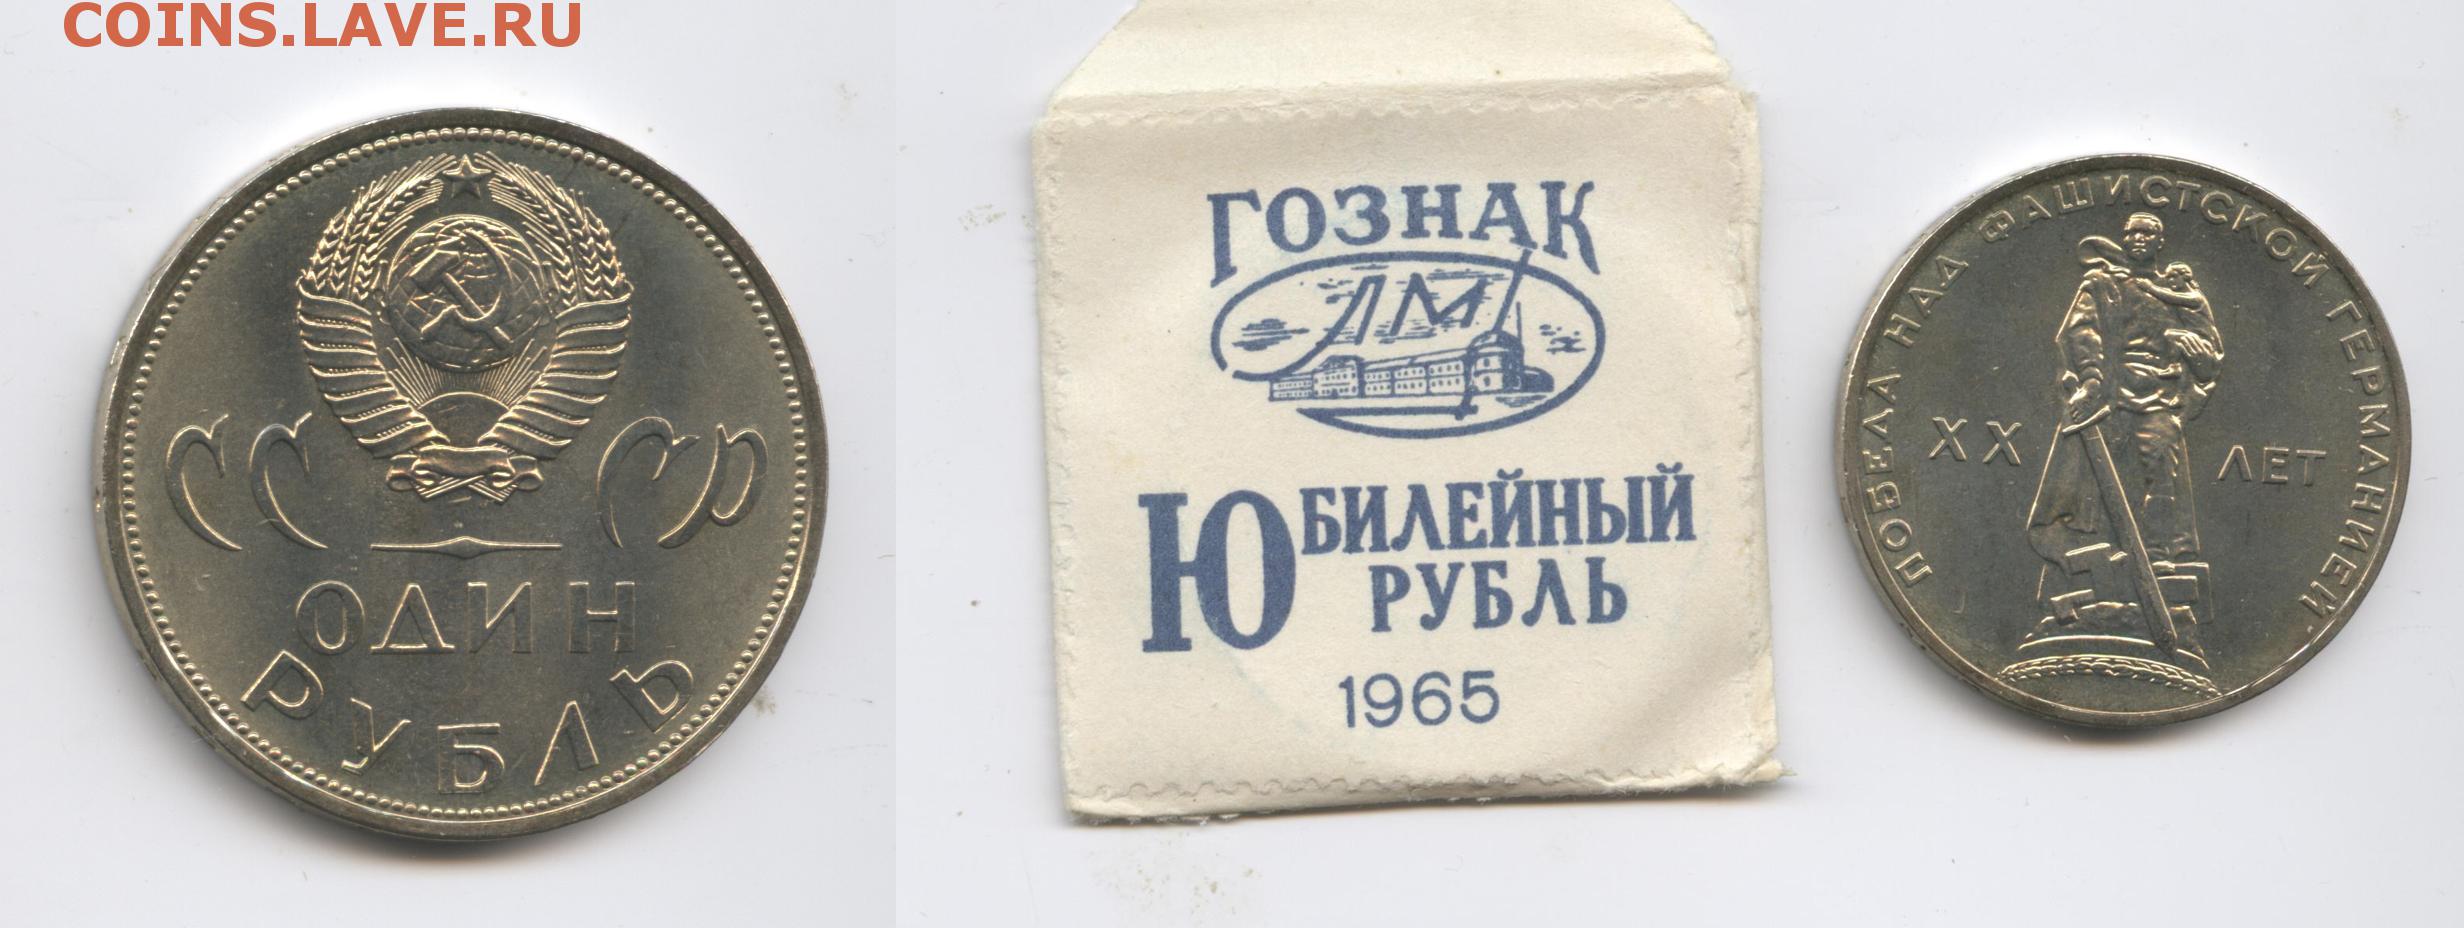 COINS.LAVE.RU
СССР
ОДИН
РУБЛЬ
ГОЗНАК
ЛМ
ЮБИЛЕЙНЫЙ
РУБЛЬ
1965
ПОБЕДА НАД ФАШИСТСКОЙ ГЕРМАНИЕЙ
XX ЛЕТ